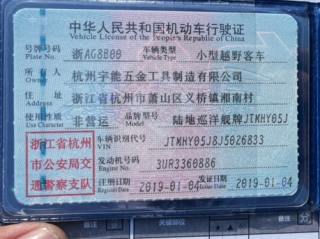 中华人民共和国机动车行驶证
Vehicle License of the People's Republic of China
号牌号码 浙AG8B00 车辆类型 小型越野客车
Plate No. Vehicle Type
所有人 杭州宇能五金工具制造有限公司
Owner
住址 浙江省杭州市萧山区义桥镇湘南村
Address
使用性质 非营运 品牌型号 陆地巡洋舰牌JTMHY05J
Use Character Model
浙江省杭州
市公安局交
通警察支队
车辆识别代号 JTMHY05J8J5026833
VIN
发动机号码 3UR3360886
Engine No.
注册日期 2019-01-04 发证日期 2019-01-04
Register Date Issue Date